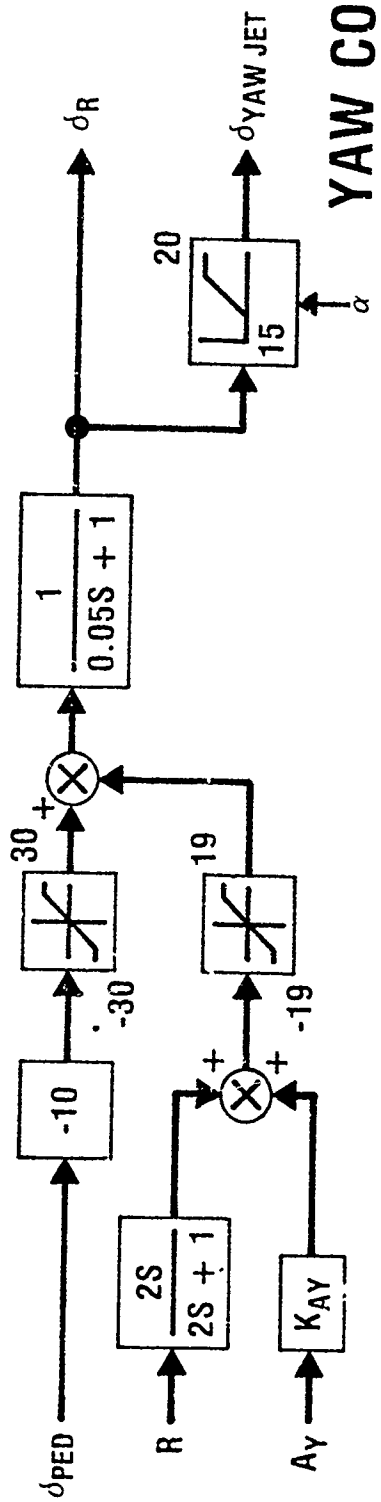 δPED
-10
30
-30
+
1
0.05S + 1
δR
20
15
α
δYAW JET
R
2S
2S + 1
AY
KAY
+
+
19
-19
YAW CO